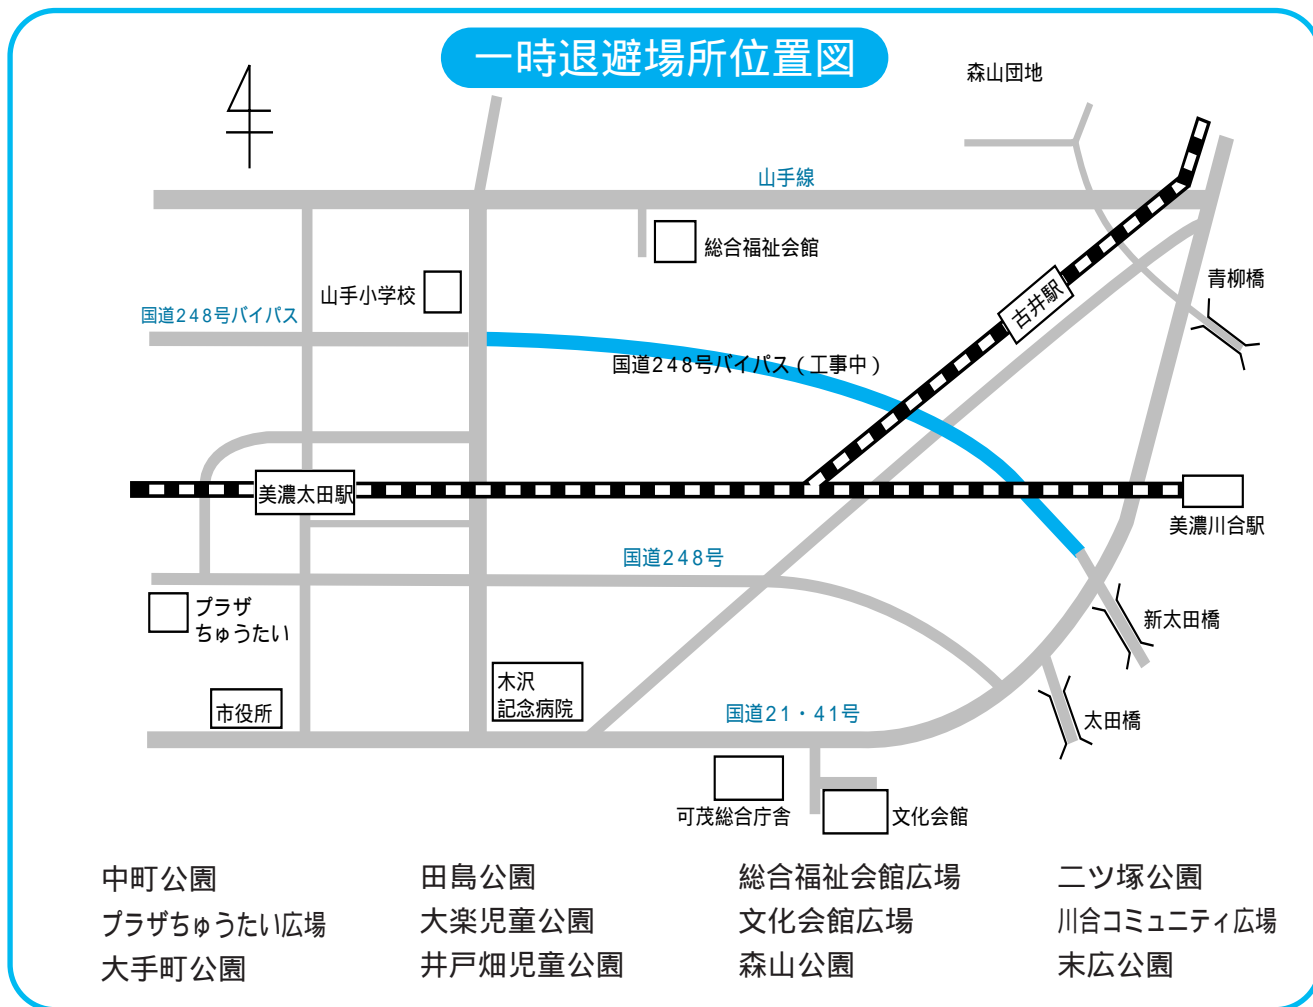 一時退避場所位置図
森山団地
山手線
総合福祉会館
青柳橋
山手小学校
古井駅
国道248号バイパス
国道248号バイパス(工事中)
美濃太田駅
美濃川合駅
国道248号
プラザ
ちゅうたい
新太田橋
木沢
記念病院
市役所
国道21・41号
太田橋
可茂総合庁舎
文化会館
中町公園
プラザちゅうたい広場
大手町公園
田島公園
大楽児童公園
井戸畑児童公園
総合福祉会館広場
文化会館広場
森山公園
二ツ塚公園
川合コミュニティ広場
末広公園